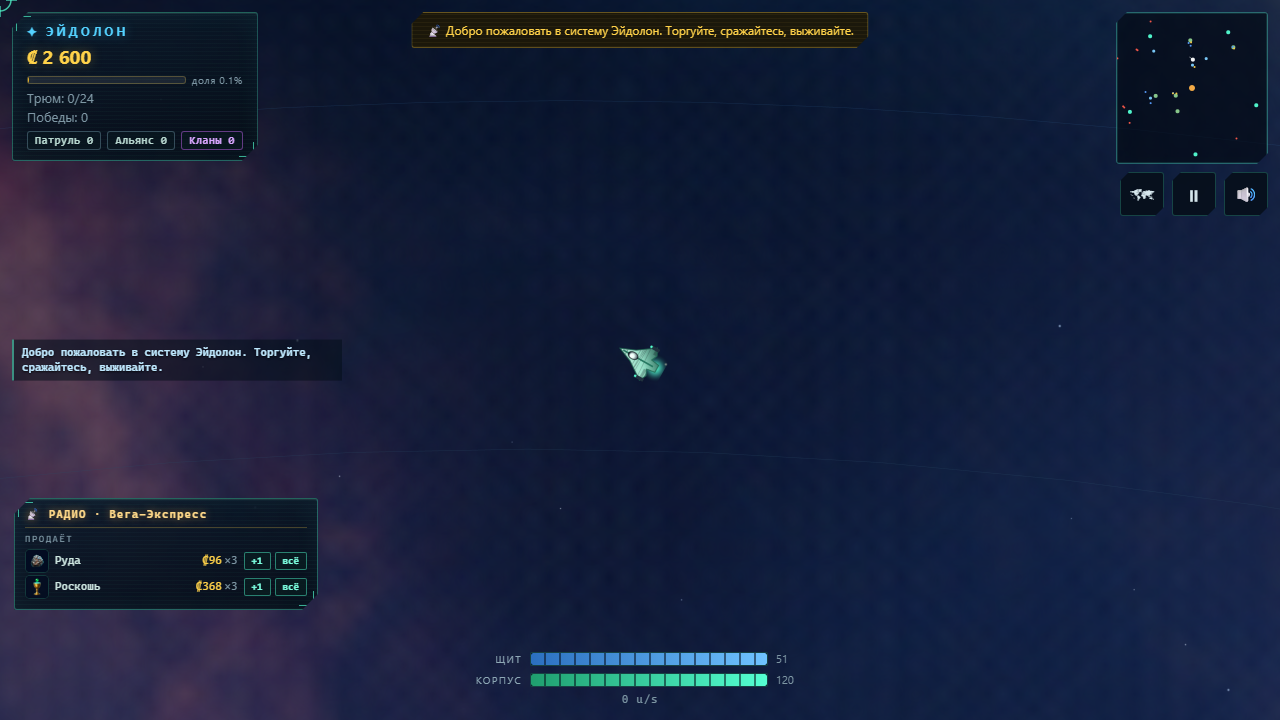 ✦ ЭЙДОЛОН
₡ 2 600
доля 0.1%
Трюм: 0/24
Победы: 0
Патруль 0 Альянс 0 Кланы 0
Добро пожаловать в систему Эйдолон. Торгуйте, сражайтесь, выживайте.
Добро пожаловать в систему Эйдолон. Торгуйте,
сражайтесь, выживайте.
РАДИО · Вега-Экспресс
ПРОДАЁТ
Руда ₡96 ×3 +1 всё
Роскошь ₡368 ×3 +1 всё
ЩИТ 51
КОРПУС 120
0 u/s